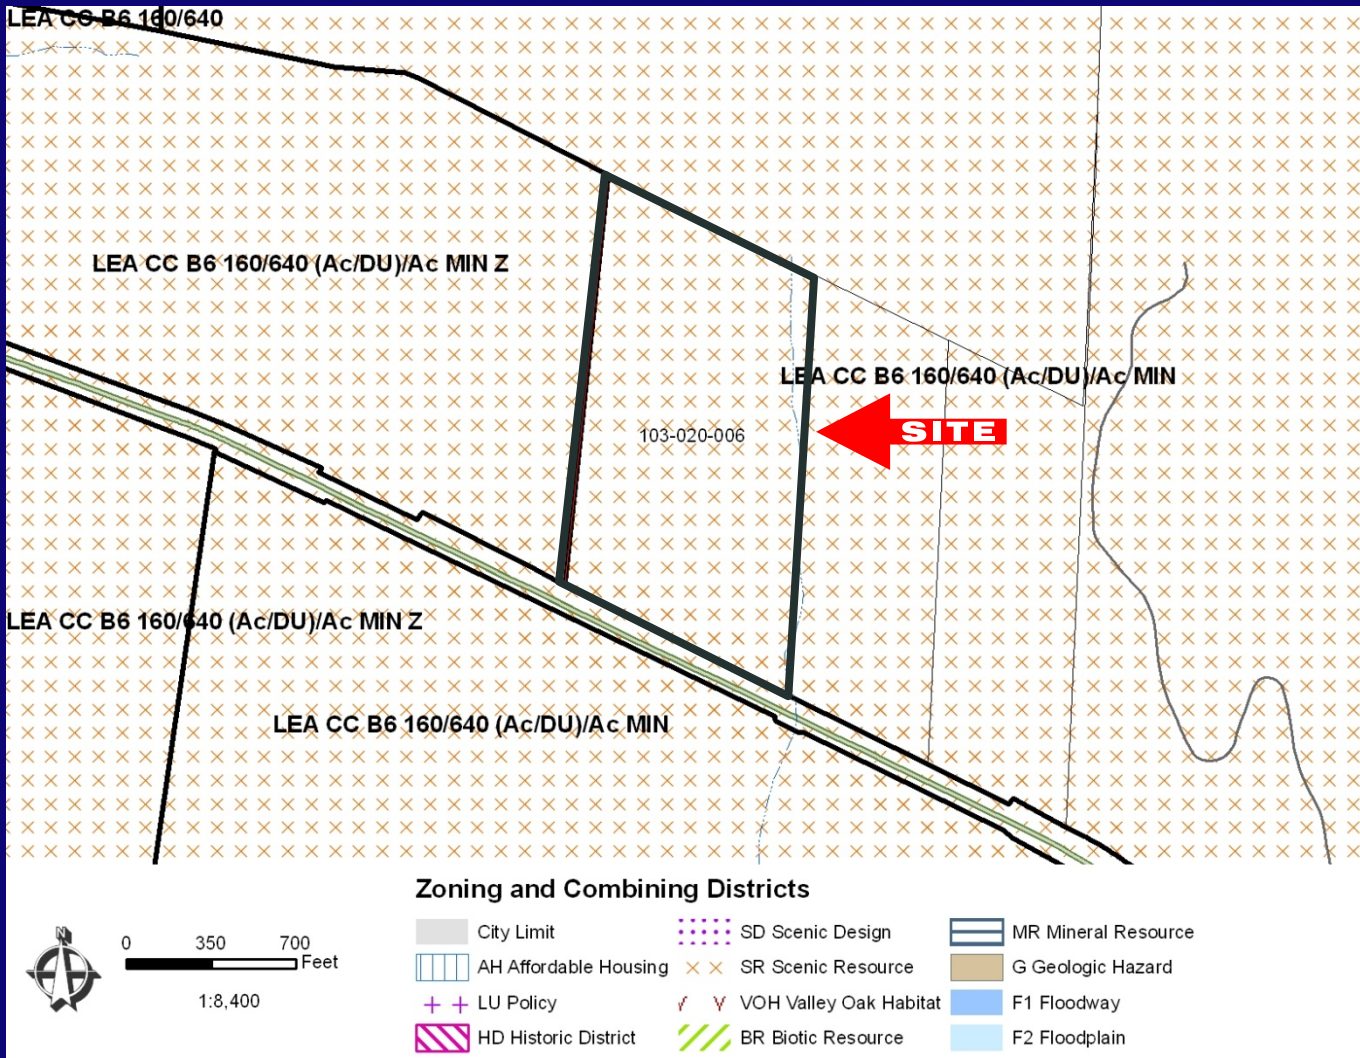 LEA CC B6 160/640
LEA CC B6 160/640 (Ac/DU)/Ac MIN Z
LEA CC B6 160/640 (Ac/DU)/Ac MIN
SITE
103-020-006
LEA CC B6 160/640 (Ac/DU)/Ac MIN Z
LEA CC B6 160/640 (Ac/DU)/Ac MIN
Zoning and Combining Districts
N
0 350 700
Feet
1:8,400
City Limit
AH Affordable Housing
LU Policy
HD Historic District
SD Scenic Design
SR Scenic Resource
VOH Valley Oak Habitat
BR Biotic Resource
MR Mineral Resource
G Geologic Hazard
F1 Floodway
F2 Floodplain